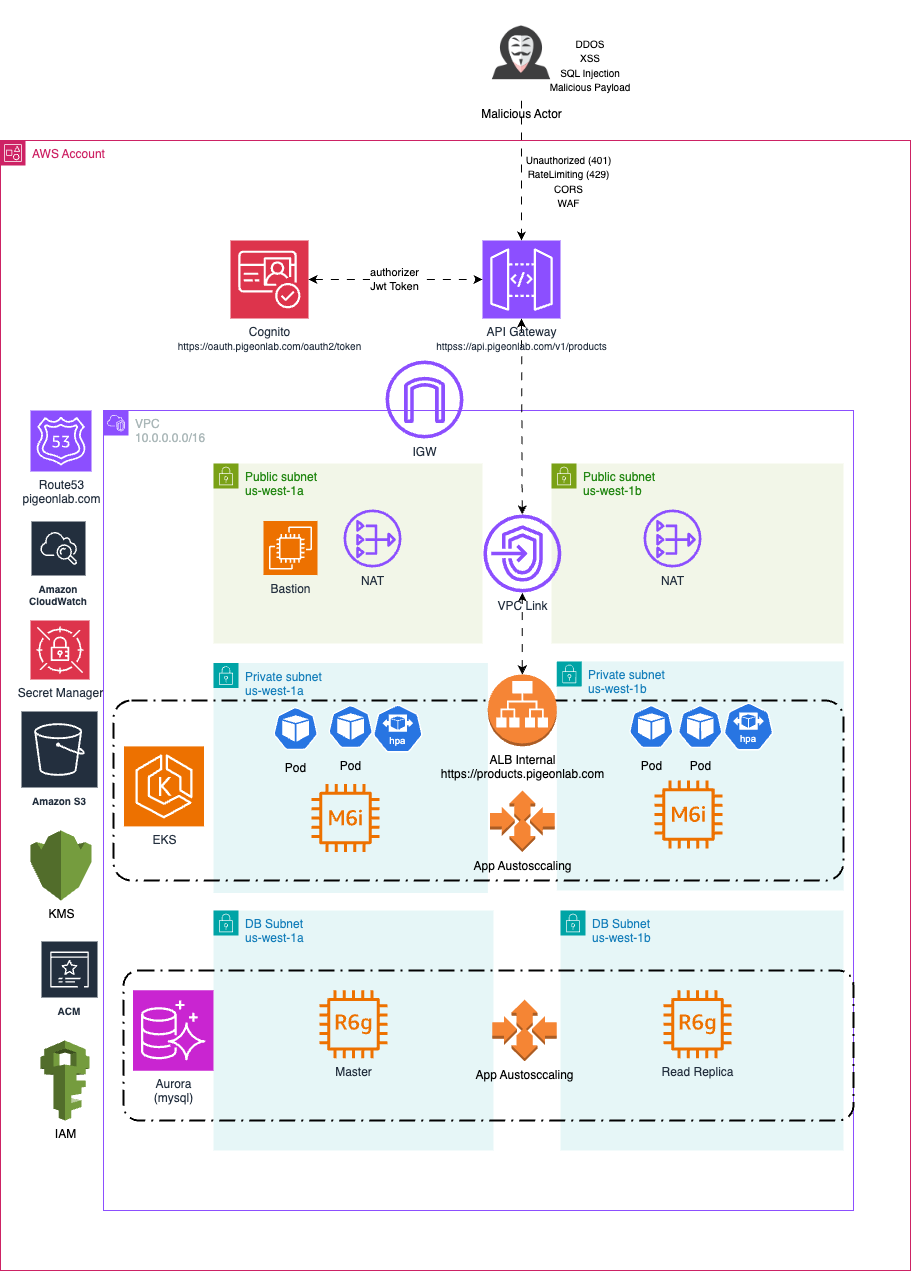 DDOS
XSS
SQL Injection
Malicious Payload
Malicious Actor
AWS Account
Unauthorized (401)
RateLimiting (429)
CORS
WAF
authorizer
Jwt Token
Cognito
https://oauth.pigeonlab.com/oauth2/token
API Gateway
httpss://api.pigeonlab.com/v1/products
IGW
VPC
10.0.0.0.0/16
53
Route53
pigeonlab.com
Public subnet
us-west-1a
Public subnet
us-west-1b
Bastion
NAT
VPC Link
NAT
Amazon
CloudWatch
Secret Manager
Private subnet
us-west-1a
Private subnet
us-west-1b
Pod
Pod
hpa
ALB Internal
https://products.pigeonlab.com
Pod
Pod
hpa
Amazon S3
K
EKS
M6i
App Autosccaling
M6i
KMS
DB Subnet
us-west-1a
DB Subnet
us-west-1b
ACM
Aurora
(mysql)
R6g
Master
App Autosccaling
R6g
Read Replica
IAM